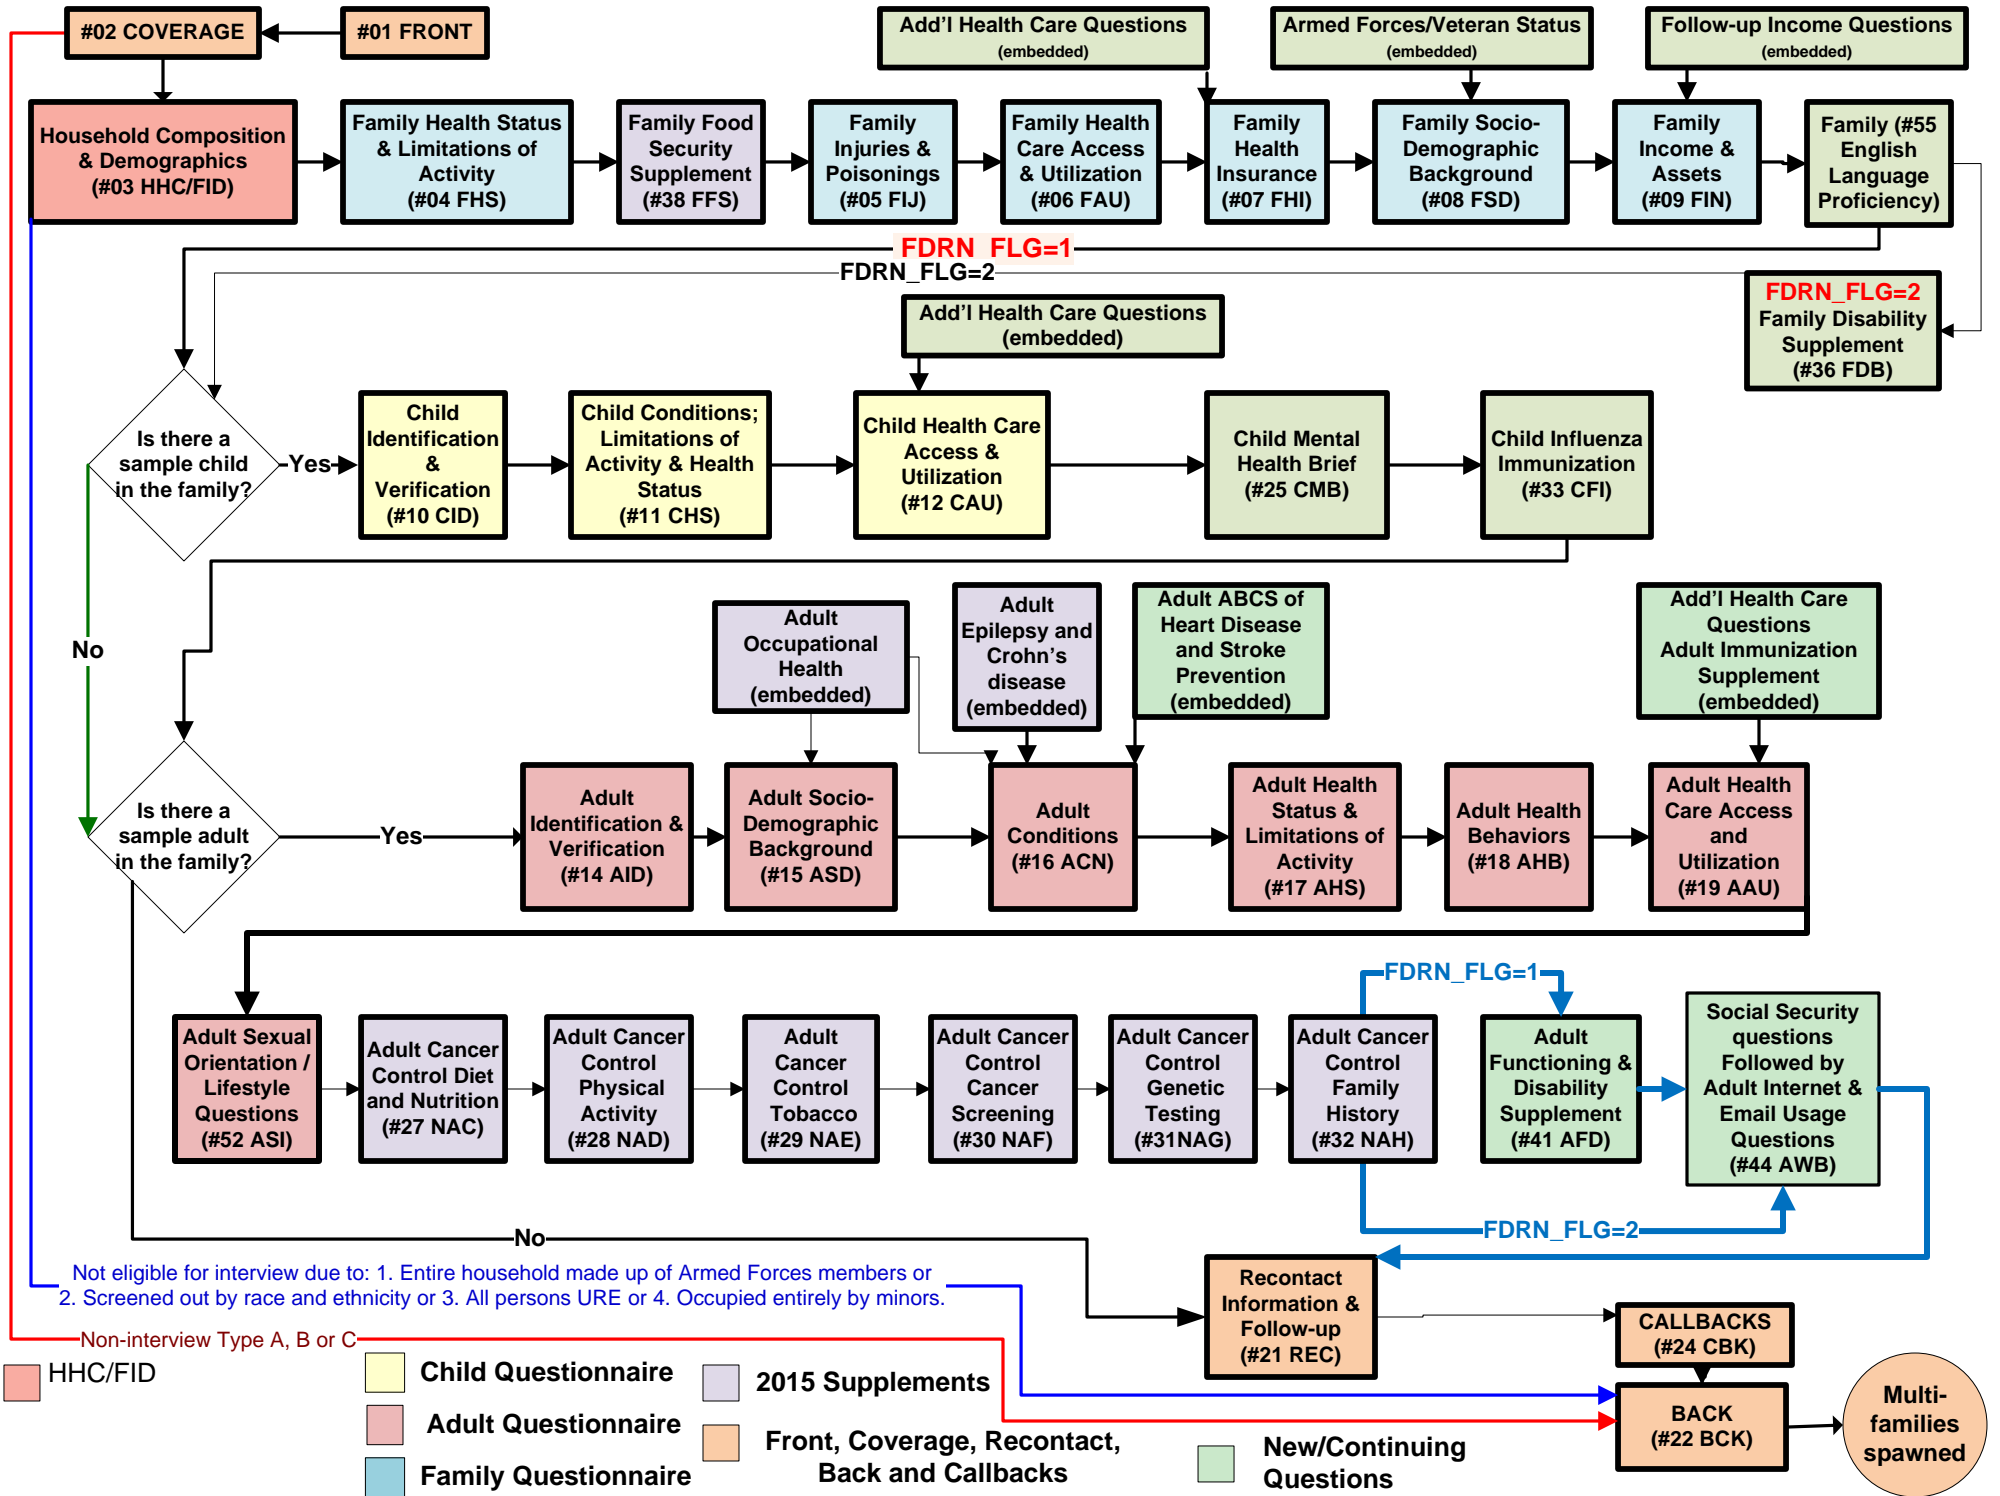 #02 COVERAGE
#01 FRONT
Add'l Health Care Questions
(embedded)
Armed Forces/Veteran Status
(embedded)
Follow-up Income Questions
(embedded)
Household Composition
& Demographics
(#03 HHC/FID)
Family Health Status
& Limitations of
Activity
(#04 FHS)
Family Food
Security
Supplement
(#38 FFS)
Family
Injuries &
Poisonings
(#05 FIJ)
Family Health
Care Access
& Utilization
(#06 FAU)
Family
Health
Insurance
(#07 FHI)
Family Socio-
Demographic
Background
(#08 FSD)
Family
Income &
Assets
(#09 FIN)
Family (#55
English
Language
Proficiency)
FDRN_FLG=1
FDRN_FLG=2
FDRN_FLG=2
Family Disability
Supplement
(#36 FDB)
Add'l Health Care Questions
(embedded)
Is there a
sample child
in the family?
Yes
Child
Identification
&
Verification
(#10 CID)
Child Conditions;
Limitations of
Activity & Health
Status
(#11 CHS)
Child Health Care
Access &
Utilization
(#12 CAU)
Child Mental
Health Brief
(#25 CMB)
Child Influenza
Immunization
(#33 CFI)
No
Adult
Occupational
Health
(embedded)
Adult
Epilepsy and
Crohn's
disease
(embedded)
Adult ABCS of
Heart Disease
and Stroke
Prevention
(embedded)
Add'l Health Care
Questions
Adult Immunization
Supplement
(embedded)
Is there a
sample adult
in the family?
Yes
Adult
Identification &
Verification
(#14 AID)
Adult Socio-
Demographic
Background
(#15 ASD)
Adult
Conditions
(#16 ACN)
Adult Health
Status &
Limitations of
Activity
(#17 AHS)
Adult Health
Behaviors
(#18 AHB)
Adult Health
Care Access
and
Utilization
(#19 AAU)
FDRN_FLG=1
Adult Sexual
Orientation /
Lifestyle
Questions
(#52 ASI)
Adult Cancer
Control Diet
and Nutrition
(#27 NAC)
Adult Cancer
Control
Physical
Activity
(#28 NAD)
Adult
Cancer
Control
Tobacco
(#29 NAE)
Adult Cancer
Control
Cancer
Screening
(#30 NAF)
Adult Cancer
Control
Genetic
Testing
(#31NAG)
Adult Cancer
Control
Family
History
(#32 NAH)
Adult
Functioning &
Disability
Supplement
(#41 AFD)
Social Security
questions
Followed by
Adult Internet &
Email Usage
Questions
(#44 AWB)
FDRN_FLG=2
No
Not eligible for interview due to: 1. Entire household made up of Armed Forces members or
2. Screened out by race and ethnicity or 3. All persons URE or 4. Occupied entirely by minors.
Non-interview Type A, B or C
Recontact
Information &
Follow-up
(#21 REC)
CALLBACKS
(#24 CBK)
BACK
(#22 BCK)
Multi-
families
spawned
HHC/FID
Child Questionnaire
Adult Questionnaire
Family Questionnaire
2015 Supplements
Front, Coverage, Recontact,
Back and Callbacks
New/Continuing
Questions